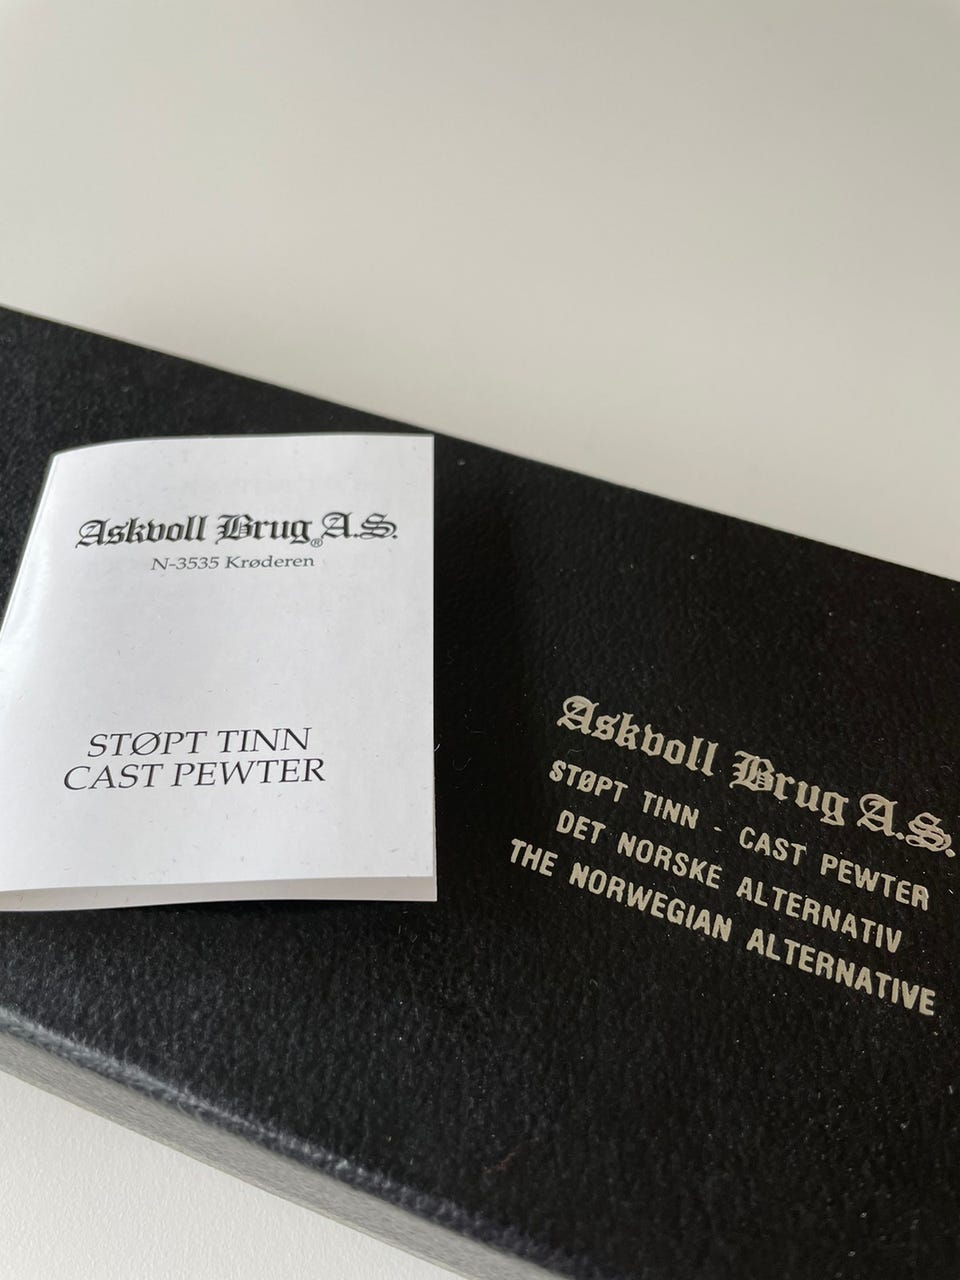 Askvoll Brug® A.S.
N-3535 Krøderen
STØPT TINN
CAST PEWTER
Askvoll Brug A.S.
STØPT TINN - CAST PEWTER
DET NORSKE ALTERNATIV
THE NORWEGIAN ALTERNATIVE